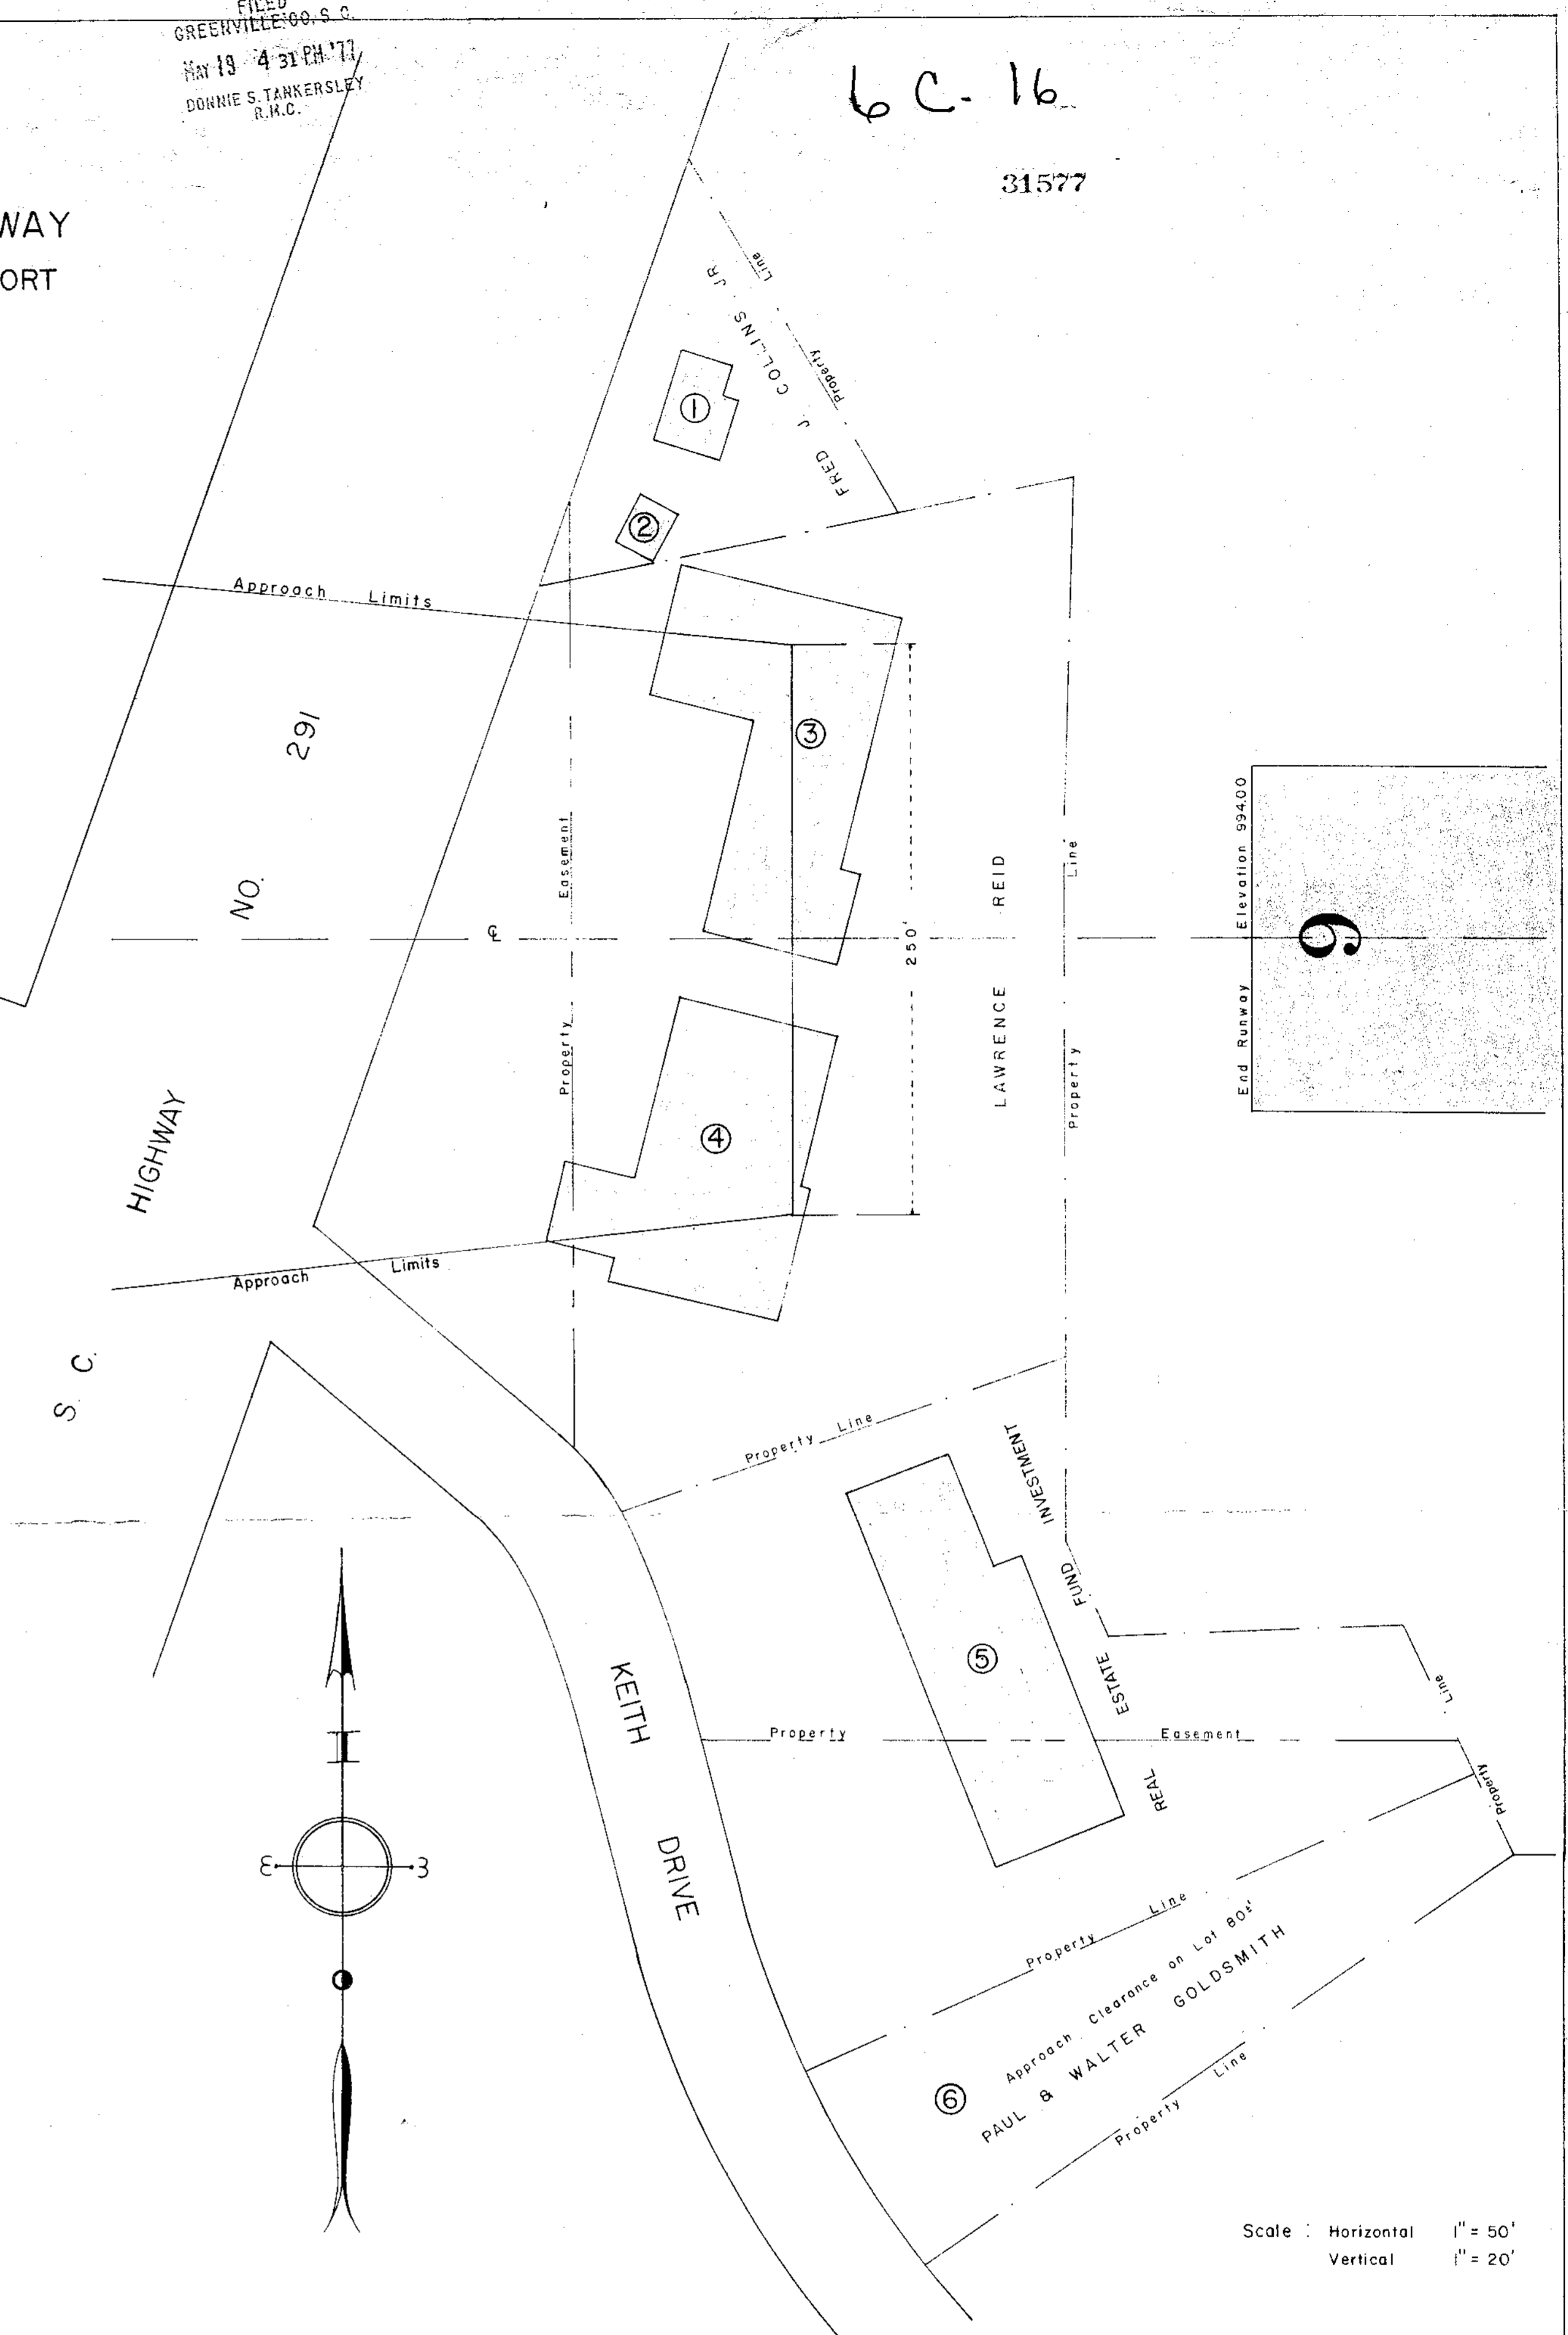 FILED
GREENVILLE CO. S. C.
MAY 19 4 31 PM '77
DONNIE S. TANKERSLEY
R.M.C.
6 C - 16
31577
WAY
ORT
Property Line
FRED J. COLLINS JR
①
②
Approach Limits
③
S. C. HIGHWAY NO. 291
Property Easement
℄
250'
LAWRENCE REID
Property Line
End Runway Elevation 994.00
9
④
Approach Limits
Property Line
REAL ESTATE FUND INVESTMENT
⑤
KEITH DRIVE
Property Easement
Property Line
Property Line
Approach Clearance on Lot 80±'
PAUL & WALTER GOLDSMITH
⑥
Property Line
Scale : Horizontal 1" = 50'
Vertical 1" = 20'